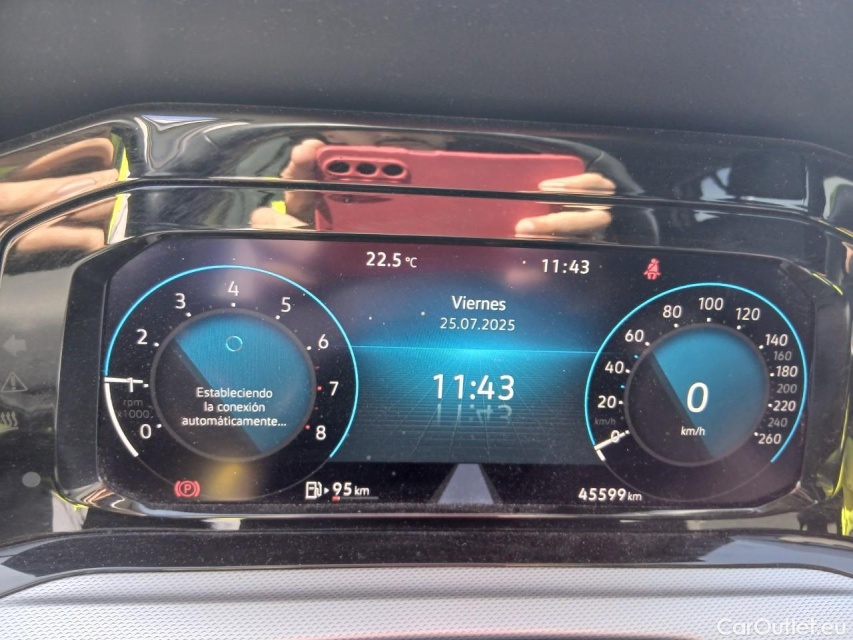 22.5 °C
11:43
Viernes
25.07.2025
11:43
0
1
2
3
4
5
6
7
8
rpm
x1000
Estableciendo
la conexión
automáticamente...
0
20
40
60
80
100
120
140
160
180
200
220
240
260
km/h
0
km/h
P
95 km
45599 km
CarOutlet.eu